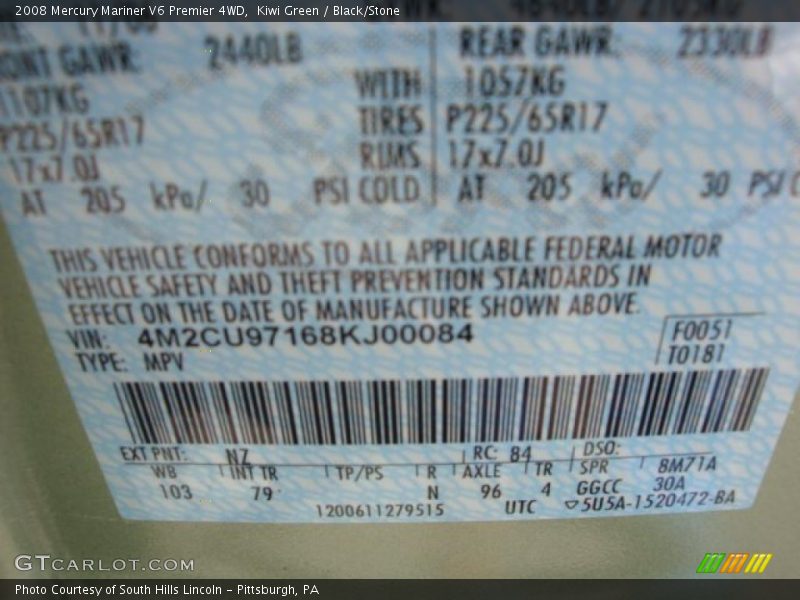 2008 Mercury Mariner V6 Premier 4WD, Kiwi Green / Black/Stone
GAWR 2440LB REAR GAWR: 2330LB
1107KG WITH 1057KG
P225/65R17 TIRES P225/65R17
17x7.0J RIMS 17x7.0J
AT 205 kPa/ 30 PSI COLD AT 205 kPa/ 30 PSI
THIS VEHICLE CONFORMS TO ALL APPLICABLE FEDERAL MOTOR
VEHICLE SAFETY AND THEFT PREVENTION STANDARDS IN
EFFECT ON THE DATE OF MANUFACTURE SHOWN ABOVE.
VIN: 4M2CU97168KJ00084 F0051
TYPE: MPV T0181
EXT PNT: NZ RC: 84 DSO:
WB INT TR TP/PS R AXLE TR SPR 8M71A
103 79 N 96 4 GGCC 30A
1200611279515 UTC ▽5U5A-1520472-BA
GTCARLOT.COM
Photo Courtesy of South Hills Lincoln - Pittsburgh, PA